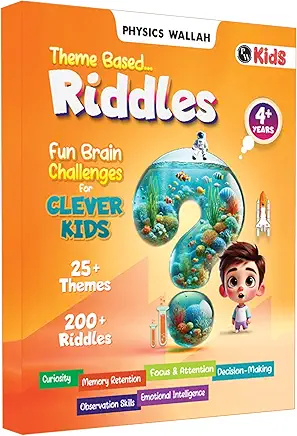 PHYSICS WALLAH
PW Kids
Theme Based...
Riddles
4+
YEARS
Fun Brain
Challenges
for
CLEVER
KIDS
25+
Themes
200+
Riddles
Curiosity
Memory Retention
Focus & Attention
Decision-Making
Observation Skills
Emotional Intelligence